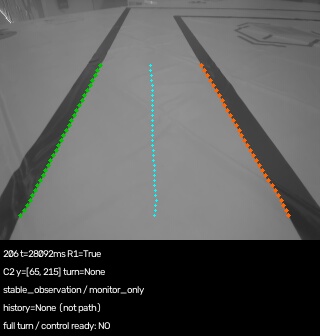 206 t=28092ms R1=True
C2 y=[65, 215] turn=None
stable_observation / monitor_only
history=None (not path)
full turn / control ready: NO